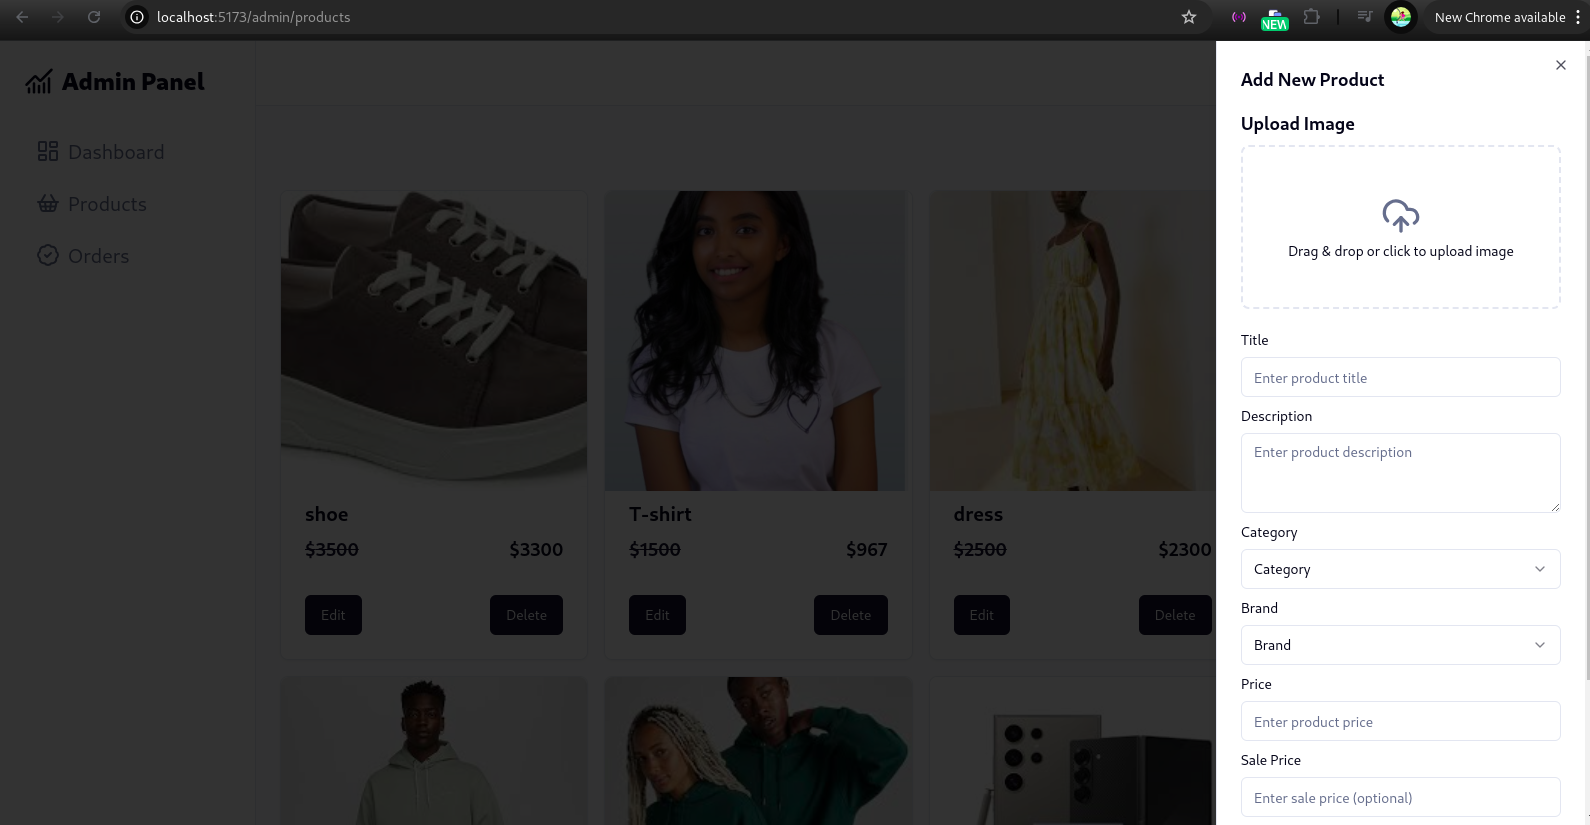 localhost:5173/admin/products
NEW
New Chrome available
Admin Panel
Dashboard
Products
Orders
shoe
$3500 $3300
Edit Delete
T-shirt
$1500 $967
Edit Delete
dress
$2500 $2300
Edit Delete
Add New Product
Upload Image
Drag & drop or click to upload image
Title
Enter product title
Description
Enter product description
Category
Category
Brand
Brand
Price
Enter product price
Sale Price
Enter sale price (optional)